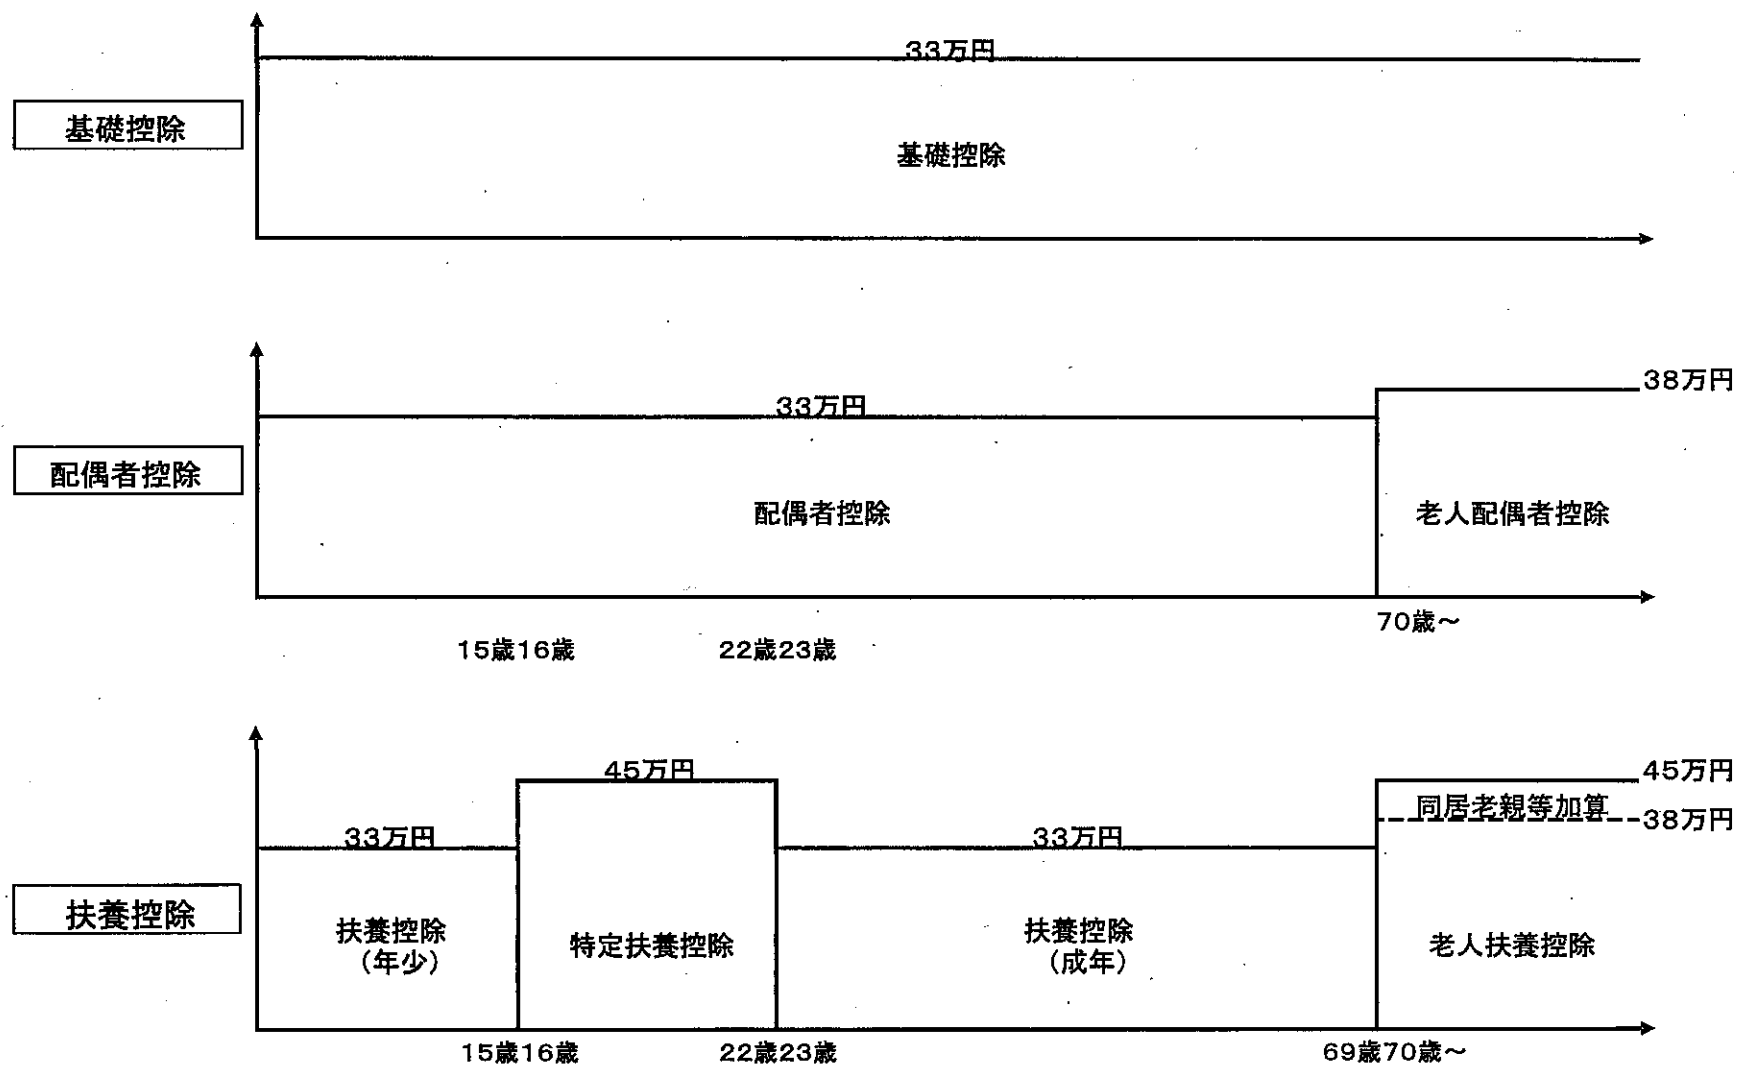 33万円
基礎控除
基礎控除
38万円
33万円
配偶者控除
配偶者控除
老人配偶者控除
70歳~
15歳16歳
22歳23歳
45万円
45万円
同居老親等加算
38万円
33万円
33万円
扶養控除
扶養控除
(年少)
特定扶養控除
扶養控除
(成年)
老人扶養控除
15歳16歳
22歳23歳
69歳70歳~